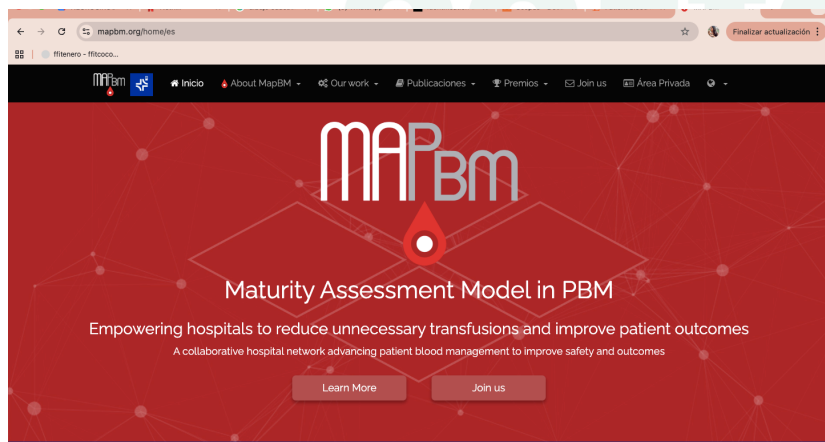 mapbm.org/home/es
Finalizar actualización
ffitenero - ffitcoco...
MAPBm
Inicio
About MapBM
Our work
Publicaciones
Premios
Join us
Área Privada
MAPBm
Maturity Assessment Model in PBM
Empowering hospitals to reduce unnecessary transfusions and improve patient outcomes
A collaborative hospital network advancing patient blood management to improve safety and outcomes
Learn More
Join us